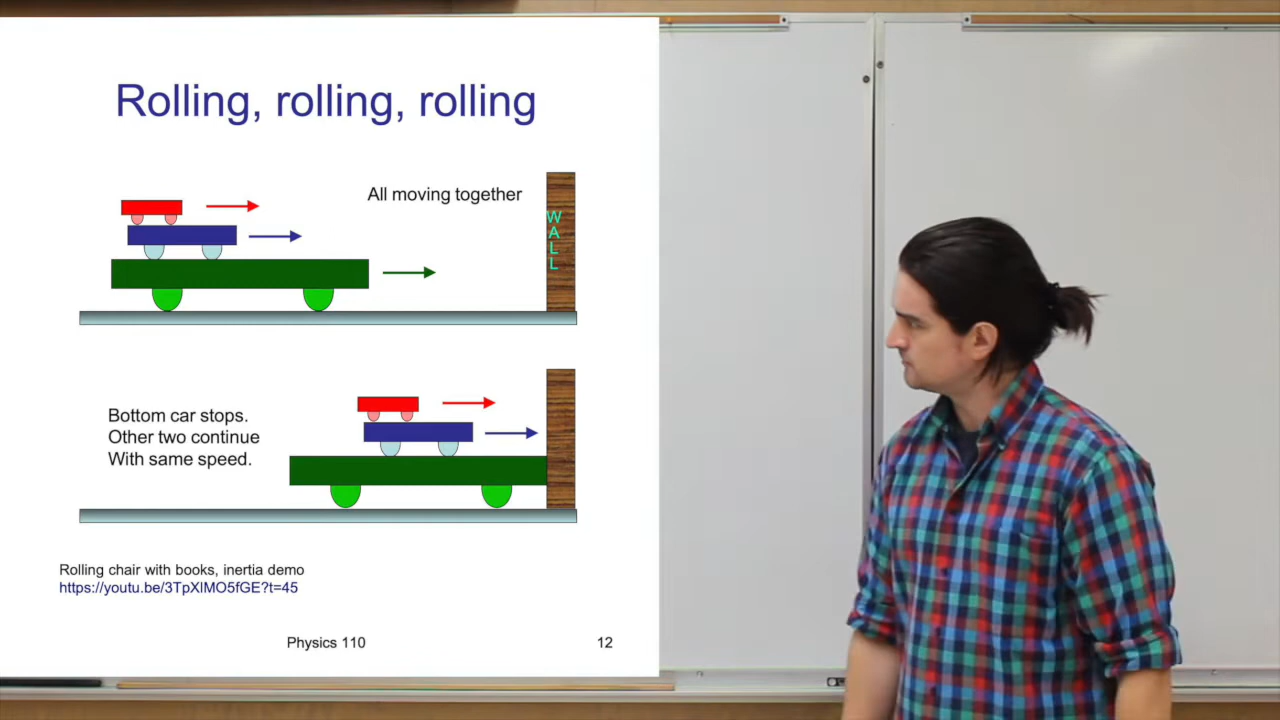 Rolling, rolling, rolling
All moving together
WALL
Bottom car stops.
Other two continue
With same speed.
Rolling chair with books, inertia demo
https://youtu.be/3TpXlMO5fGE?t=45
Physics 110
12